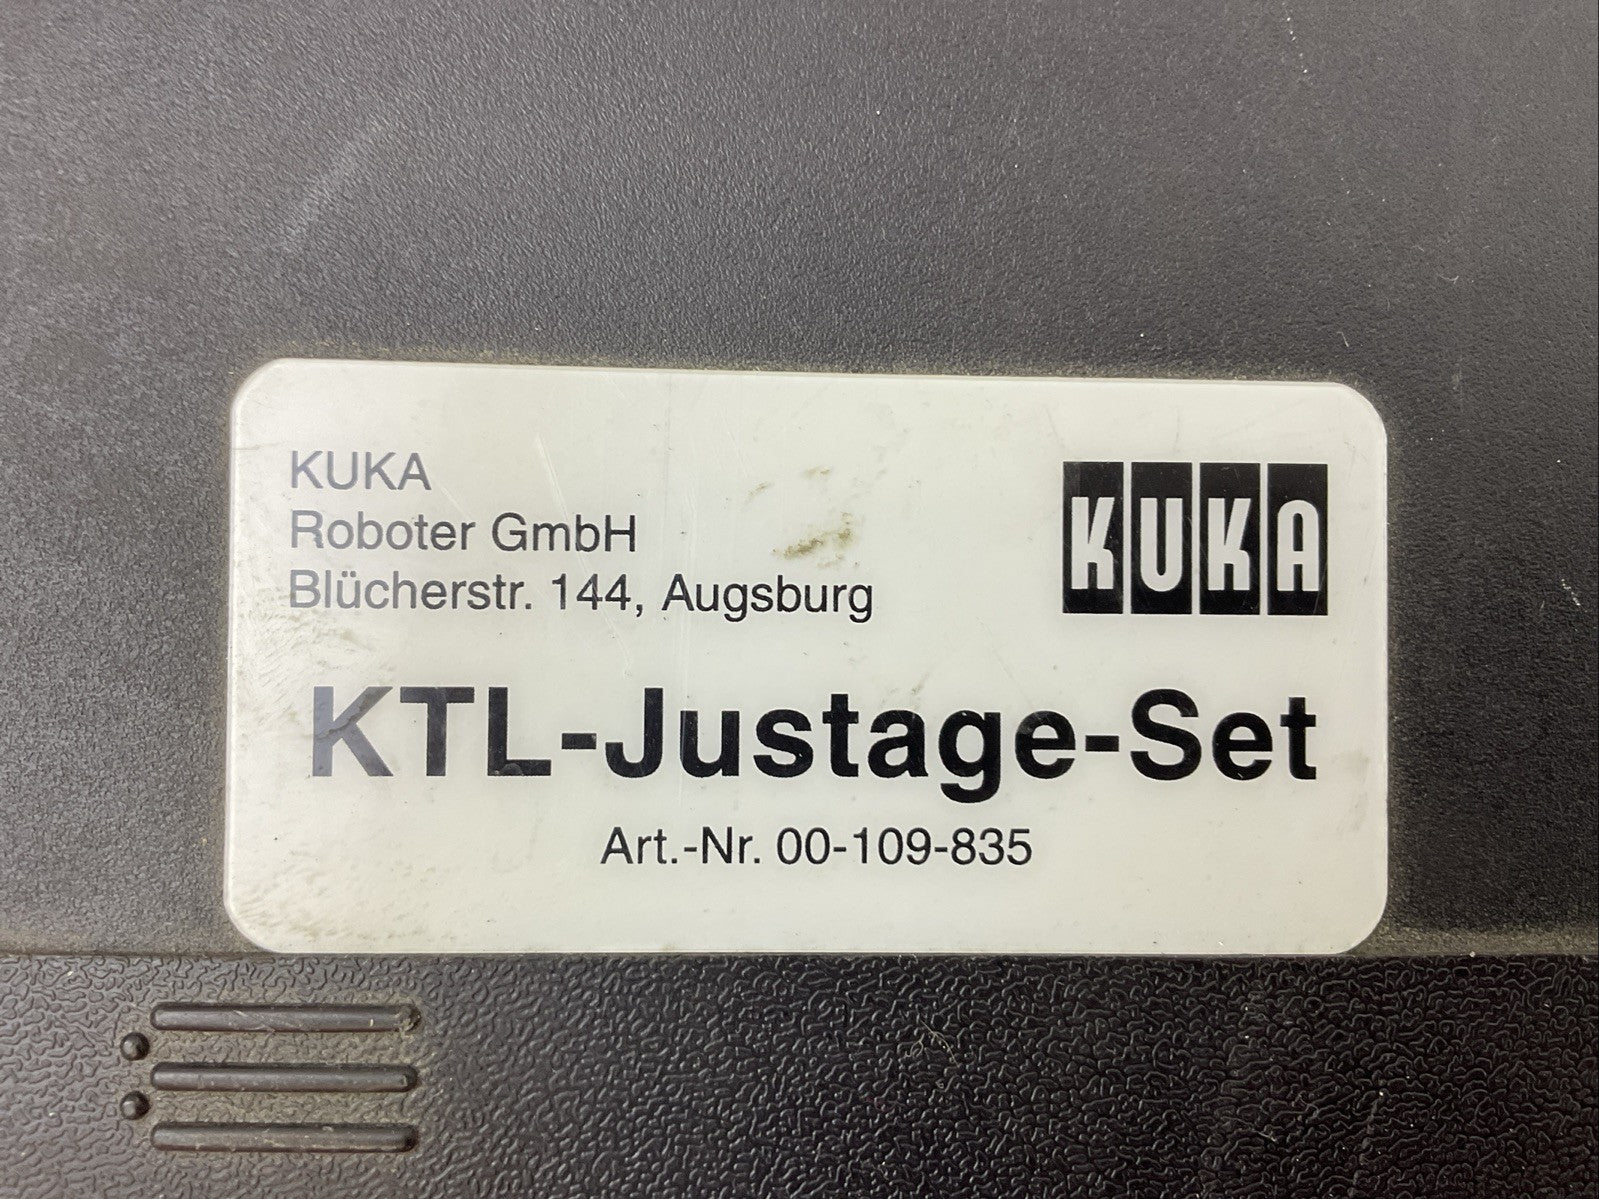 KUKA
Roboter GmbH
Blücherstr. 144, Augsburg
KUKA
KTL-Justage-Set
Art.-Nr. 00-109-835